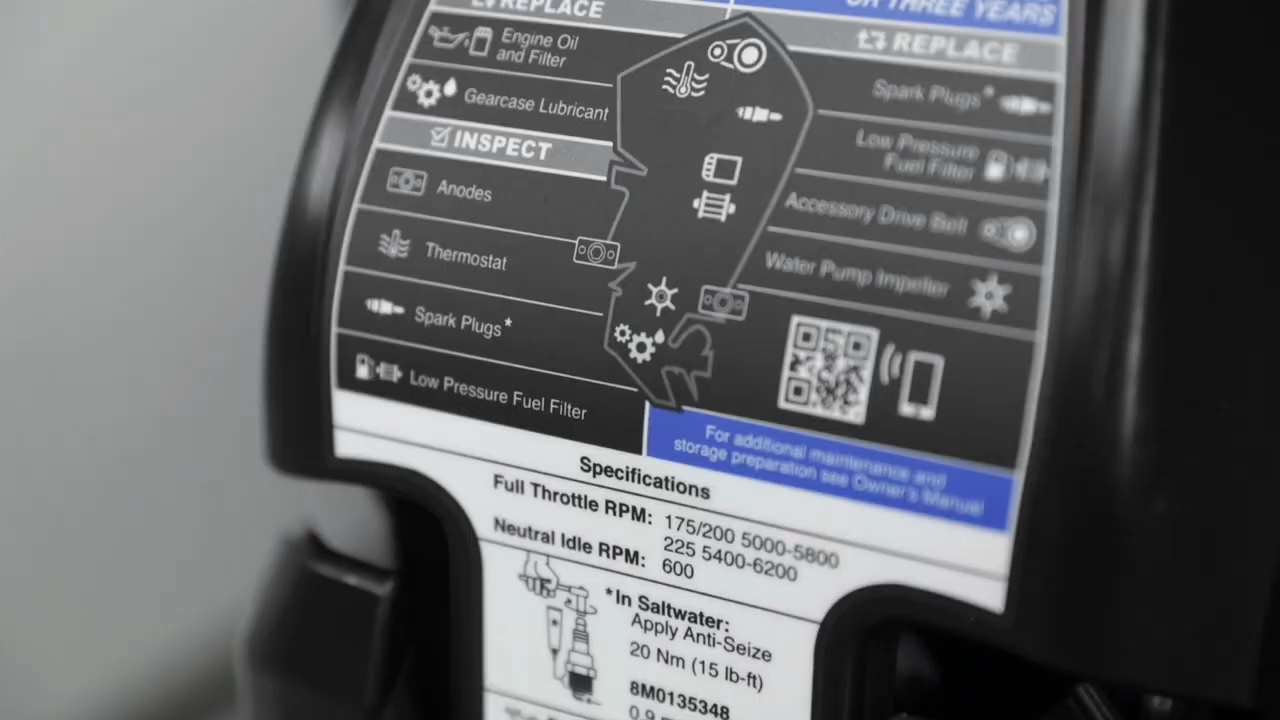 REPLACE
Engine Oil
and Filter
Gearcase Lubricant
INSPECT
Anodes
Thermostat
Spark Plugs*
Low Pressure Fuel Filter
OR THREE YEARS
REPLACE
Spark Plugs*
Low Pressure
Fuel Filter
Accessory Drive Belt
Water Pump Impeller
For additional maintenance and
storage preparation see Owner's Manual
Specifications
Full Throttle RPM: 175/200 5000-5800
225 5400-6200
Neutral Idle RPM: 600
*In Saltwater:
Apply Anti-Seize
20 Nm (15 lb-ft)
8M0135348
0.9